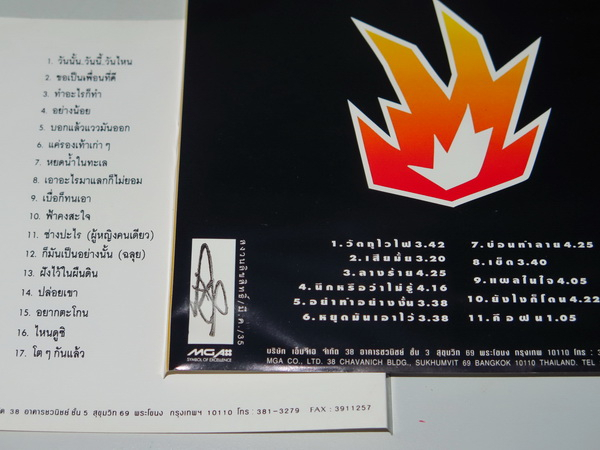 1. วันนั้น.วันนี้.วันไหน
2. ขอเป็นเพื่อนที่ดี
3. ทำอะไรก็ทำ
4. อย่างน้อย
5. บอกแล้วแววมันออก
6. แค่รองเท้าเก่า ๆ
7. หยดน้ำในทะเล
8. เอาอะไรมาแลกก็ไม่ยอม
9. เบื่อก็ทนเอา
10. ฟ้าคงสะใจ
11. ช่างปะไร (ผู้หญิงคนเดียว)
12. ก็มันเป็นอย่างนั้น (ฉลุย)
13. ฝังไว้ในผืนดิน
14. ปล่อยเขา
15. อยากตะโกน
16. ไหนดูซิ
17. โต ๆ กันแล้ว
38 อาคารชวนิชย์ ชั้น 5 สุขุมวิท 69 พระโขนง กรุงเทพฯ 10110 โทร : 381-3279 FAX : 3911257
สงวนลิขสิทธิ์/มี.ค./35
MGA
SYMBOL OF EXCELLENCE
1.วัตถุไวไฟ 3.42
2.เส้นขั้น 3.20
3.ลางร้าน 4.25
4.นึกหรือว่าไม่รู้ 4.16
5.อย่าทำอย่างงั้น 3.38
6.หยุดมันเอาไว้ 3.38
7.บ่อนทำลาน 4.25
8.เข็ด 3.40
9.แผลในใจ 4.05
10.ยังไงก็โดน 4.22
11.คือฝน 1.05
บริษัท เอ็มจีเอ จำกัด 38 อาคารชวนิชย์ ชั้น 3 สุขุมวิท 69 พระโขนง กรุงเทพ 10110 โทร
MGA CO., LTD. 38 CHAVANICH BLDG., SUKHUMVIT 69 BANGKOK 10110 THAILAND. TEL